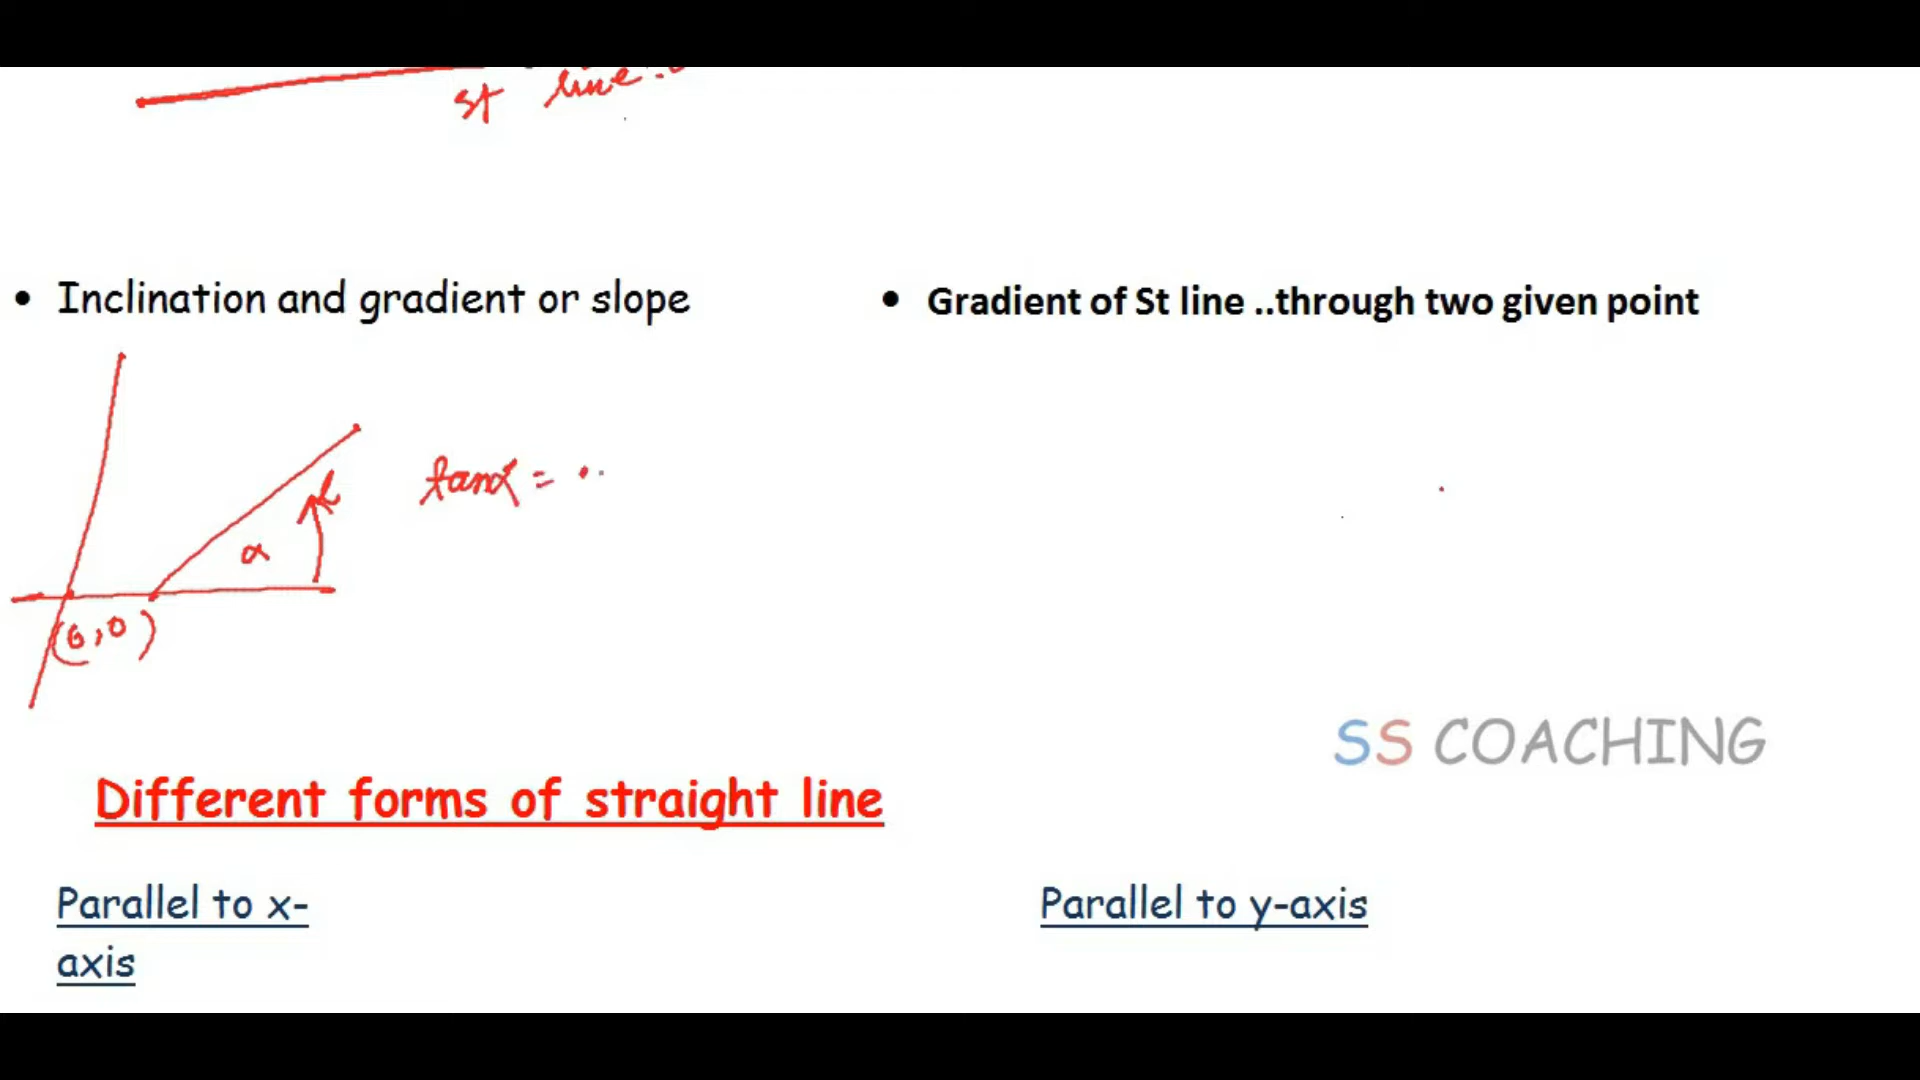 st line
• Inclination and gradient or slope
• Gradient of St line ..through two given point
tanα =
α
(0,0)
SS COACHING
Different forms of straight line
Parallel to x-
axis
Parallel to y-axis